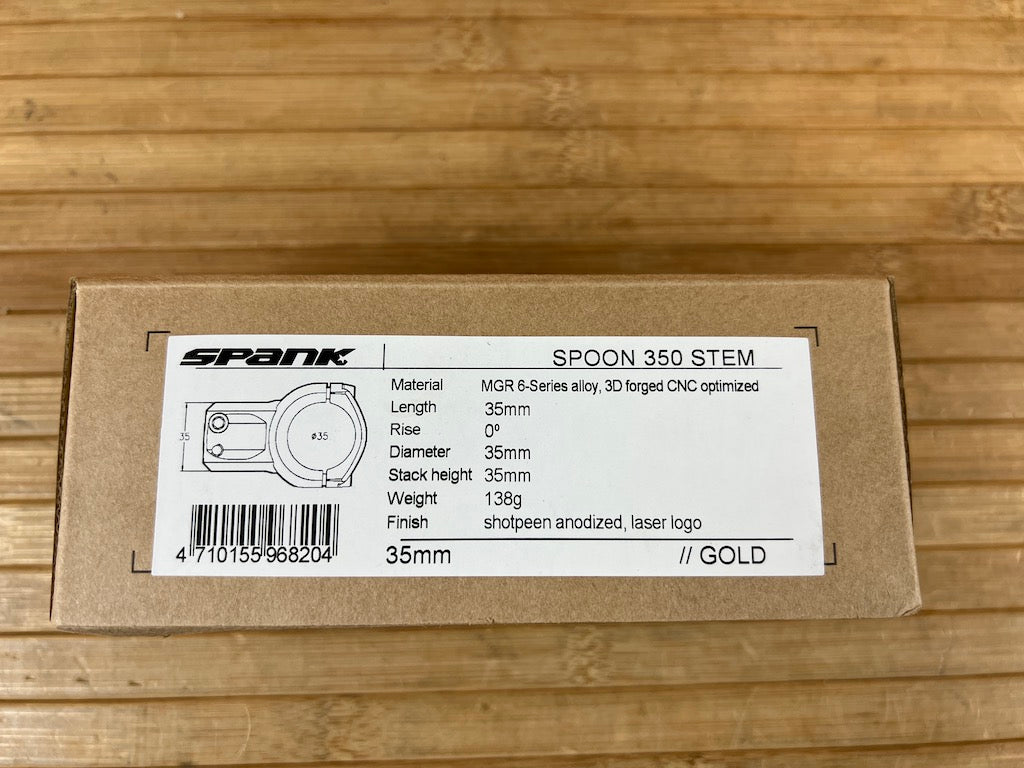 SPANK
SPOON 350 STEM
Material MGR 6-Series alloy, 3D forged CNC optimized
Length 35mm
Rise 0º
Diameter 35mm
Stack height 35mm
Weight 138g
Finish shotpeen anodized, laser logo
35
ø35
4 710155 968204
35mm // GOLD